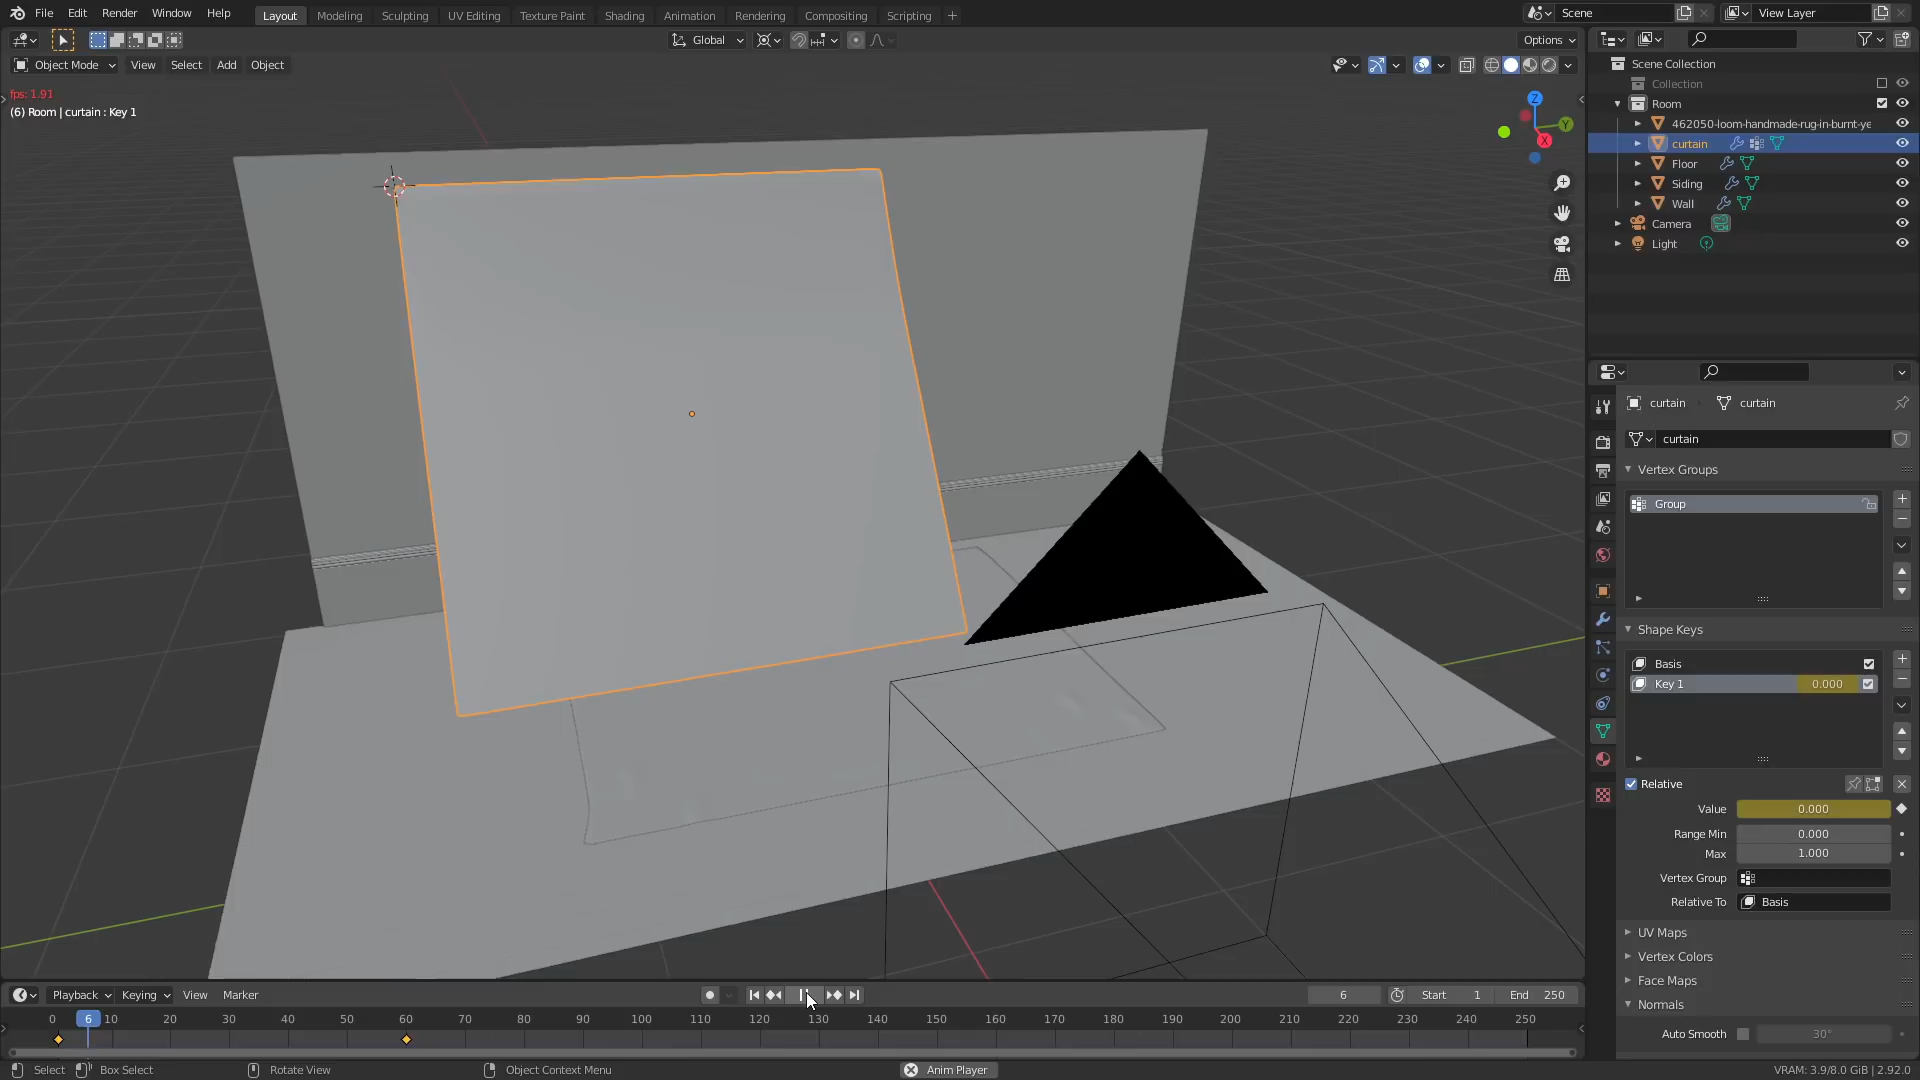 File Edit Render Window Help Layout Modeling Sculpting UV Editing Texture Paint Shading Animation Rendering Compositing Scripting + Scene View Layer
Global Options
Object Mode View Select Add Object
fps: 1.91
(6) Room | curtain : Key 1
Z
Y
X
Scene Collection
Collection
Room
462050-loom-handmade-rug-in-burnt-ye
curtain
Floor
Siding
Wall
Camera
Light
curtain curtain
curtain
Vertex Groups
Group
Shape Keys
Basis
Key 1 0.000
Relative
Value 0.000
Range Min 0.000
Max 1.000
Vertex Group
Relative To Basis
UV Maps
Vertex Colors
Face Maps
Normals
Auto Smooth 30°
Playback Keying View Marker 6 Start 1 End 250
0 6 10 20 30 40 50 60 70 80 90 100 110 120 130 140 150 160 170 180 190 200 210 220 230 240 250
Select Box Select Rotate View Object Context Menu Anim Player VRAM: 3.9/8.0 GiB | 2.92.0